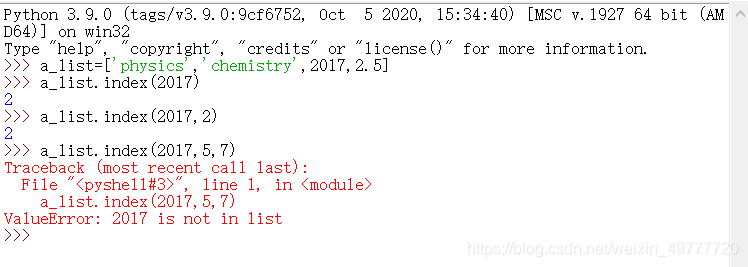 Python 3.9.0 (tags/v3.9.0:9cf6752, Oct  5 2020, 15:34:40) [MSC v.1927 64 bit (AM
D64)] on win32
Type "help", "copyright", "credits" or "license()" for more information.
>>> a_list=['physics','chemistry',2017,2.5]
>>> a_list.index(2017)
2
>>> a_list.index(2017,2)
2
>>> a_list.index(2017,5,7)
Traceback (most recent call last):
  File "<pyshell#3>", line 1, in <module>
    a_list.index(2017,5,7)
ValueError: 2017 is not in list
>>>
https://blog.csdn.net/weixin_49777720